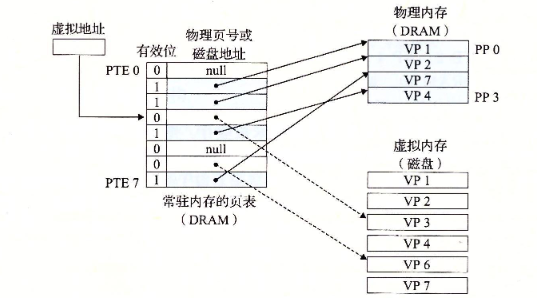 虚拟地址
有效位
物理页号或
磁盘地址
PTE 0
0
null
1
1
0
1
0
null
0
PTE 7
1
常驻内存的页表
（DRAM）
物理内存
（DRAM）
VP 1
PP 0
VP 2
VP 7
VP 4
PP 3
虚拟内存
（磁盘）
VP 1
VP 2
VP 3
VP 4
VP 6
VP 7